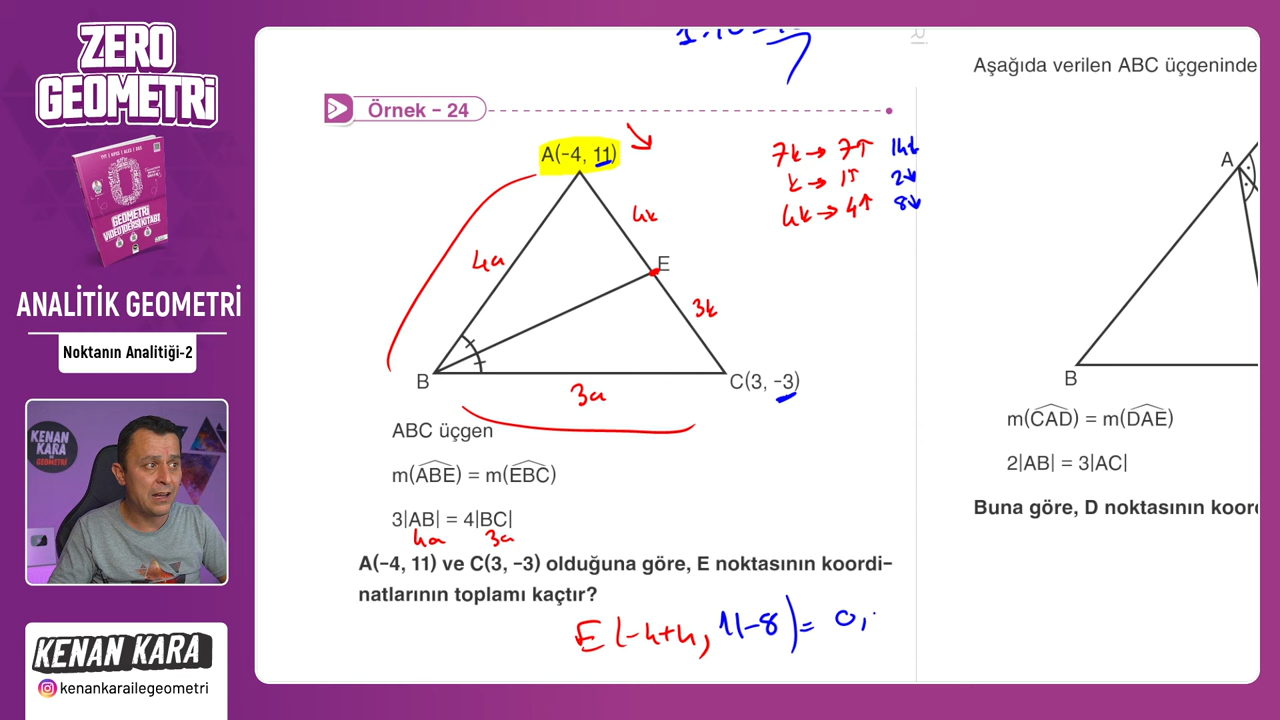 ZERO
GEOMETRİ
GEOMETRİ
VİDEO DERS KİTABI
ANALİTİK GEOMETRİ
Noktanın Analitiği-2
KENAN
KARA
İLE
GEOMETRİ
KENAN KARA
kenankarailegeometri
Örnek – 24
A(–4, 11)
4k
4a
E
3k
B
3a
C(3, –3)
7k → 7↑ 14↓
k → 1↑ 2↓
4k → 4↑ 8↓
ABC üçgen
m(ABE) = m(EBC)
3|AB| = 4|BC|
4a 3a
A(–4, 11) ve C(3, –3) olduğuna göre, E noktasının koordi-
natlarının toplamı kaçtır?
E(-4+4, 11-8) = 0,
Aşağıda verilen ABC üçgeninde
A
B
m(CAD) = m(DAE)
2|AB| = 3|AC|
Buna göre, D noktasının koor